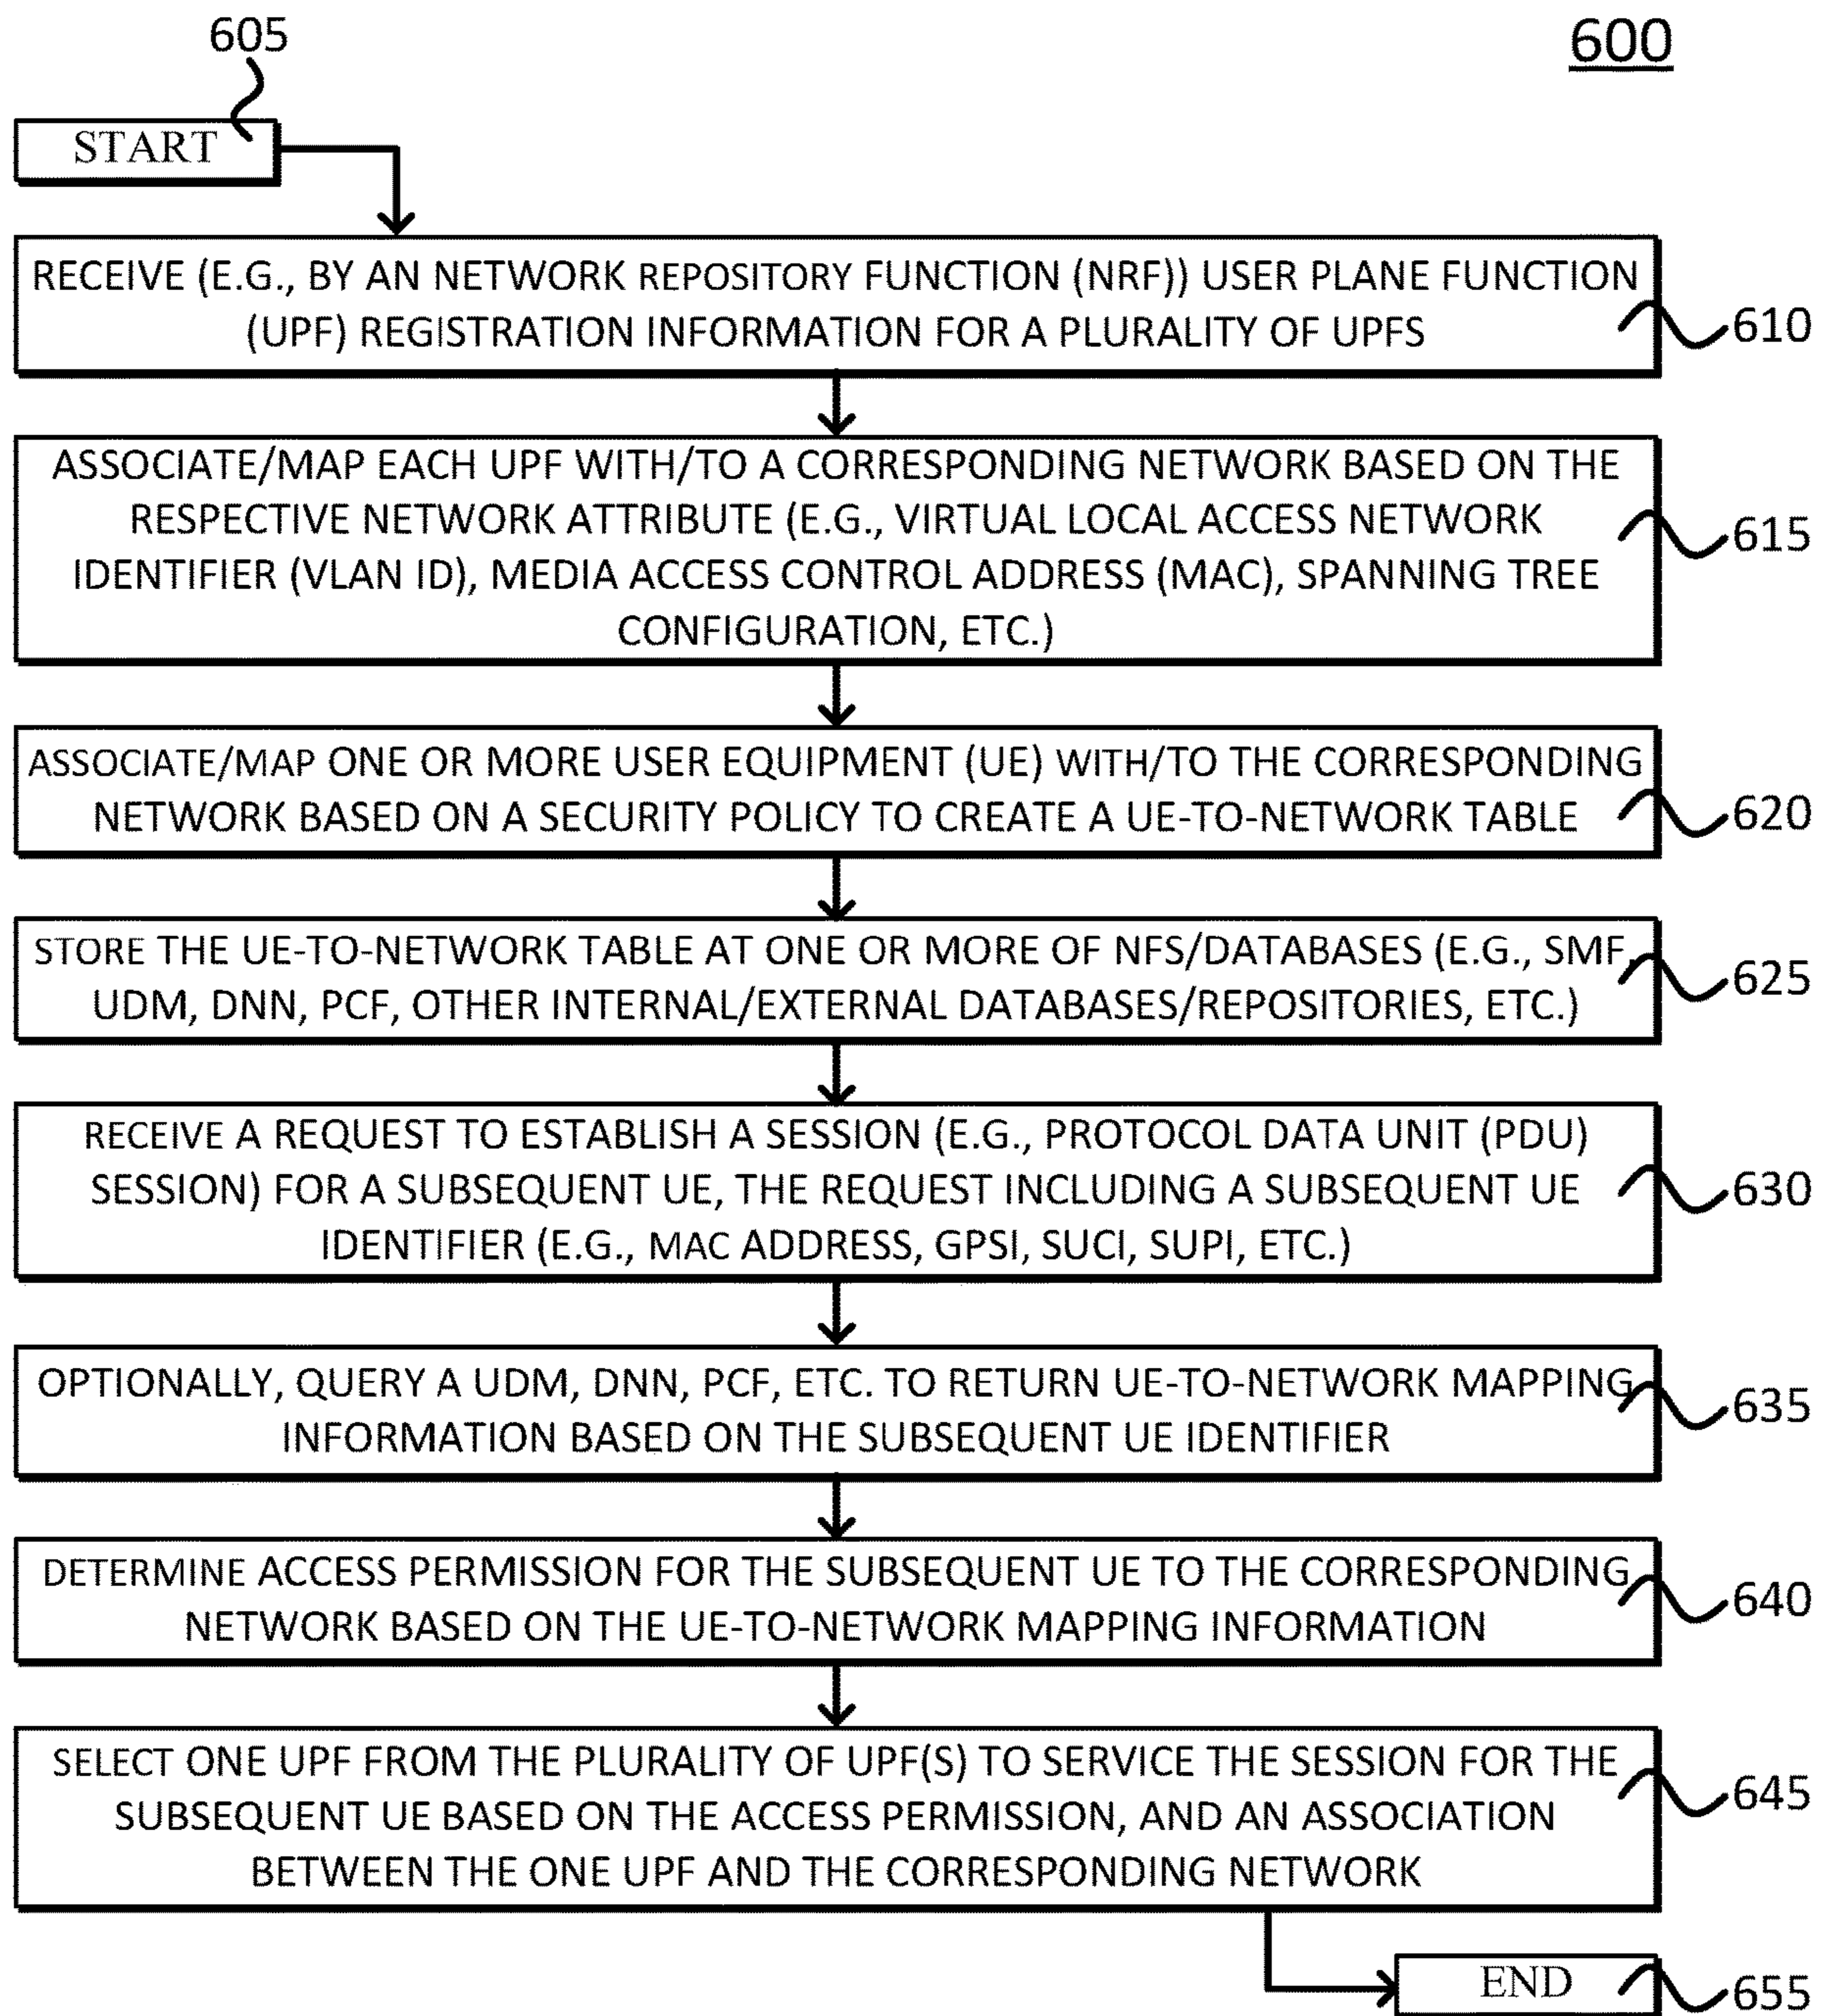 605
600
START
RECEIVE (E.G., BY AN NETWORK REPOSITORY FUNCTION (NRF)) USER PLANE FUNCTION
(UPF) REGISTRATION INFORMATION FOR A PLURALITY OF UPFS
610
ASSOCIATE/MAP EACH UPF WITH/TO A CORRESPONDING NETWORK BASED ON THE
RESPECTIVE NETWORK ATTRIBUTE (E.G., VIRTUAL LOCAL ACCESS NETWORK
IDENTIFIER (VLAN ID), MEDIA ACCESS CONTROL ADDRESS (MAC), SPANNING TREE
CONFIGURATION, ETC.)
615
ASSOCIATE/MAP ONE OR MORE USER EQUIPMENT (UE) WITH/TO THE CORRESPONDING
NETWORK BASED ON A SECURITY POLICY TO CREATE A UE-TO-NETWORK TABLE
620
STORE THE UE-TO-NETWORK TABLE AT ONE OR MORE OF NFS/DATABASES (E.G., SMF,
UDM, DNN, PCF, OTHER INTERNAL/EXTERNAL DATABASES/REPOSITORIES, ETC.)
625
RECEIVE A REQUEST TO ESTABLISH A SESSION (E.G., PROTOCOL DATA UNIT (PDU)
SESSION) FOR A SUBSEQUENT UE, THE REQUEST INCLUDING A SUBSEQUENT UE
IDENTIFIER (E.G., MAC ADDRESS, GPSI, SUCI, SUPI, ETC.)
630
OPTIONALLY, QUERY A UDM, DNN, PCF, ETC. TO RETURN UE-TO-NETWORK MAPPING
INFORMATION BASED ON THE SUBSEQUENT UE IDENTIFIER
635
DETERMINE ACCESS PERMISSION FOR THE SUBSEQUENT UE TO THE CORRESPONDING
NETWORK BASED ON THE UE-TO-NETWORK MAPPING INFORMATION
640
SELECT ONE UPF FROM THE PLURALITY OF UPF(S) TO SERVICE THE SESSION FOR THE
SUBSEQUENT UE BASED ON THE ACCESS PERMISSION, AND AN ASSOCIATION
BETWEEN THE ONE UPF AND THE CORRESPONDING NETWORK
645
END
655